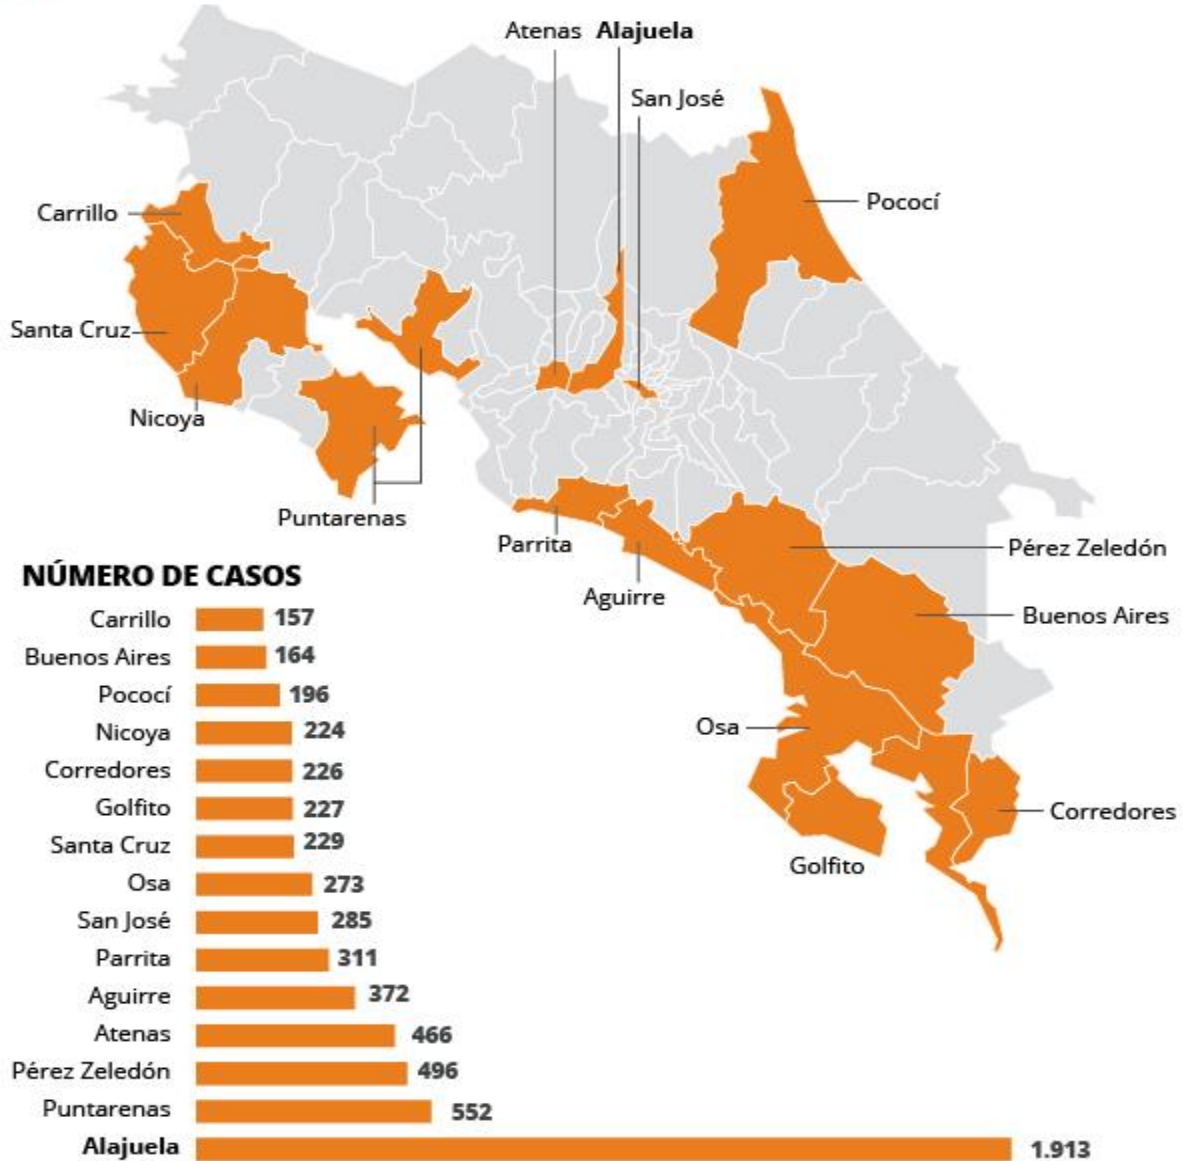 Atenas Alajuela
San José
Pococí
Carrillo
Santa Cruz
Nicoya
Puntarenas
Parrita
Aguirre
Pérez Zeledón
Buenos Aires
Osa
Corredores
Golfito
NÚMERO DE CASOS
Carrillo 157
Buenos Aires 164
Pococí 196
Nicoya 224
Corredores 226
Golfito 227
Santa Cruz 229
Osa 273
San José 285
Parrita 311
Aguirre 372
Atenas 466
Pérez Zeledón 496
Puntarenas 552
Alajuela 1.913